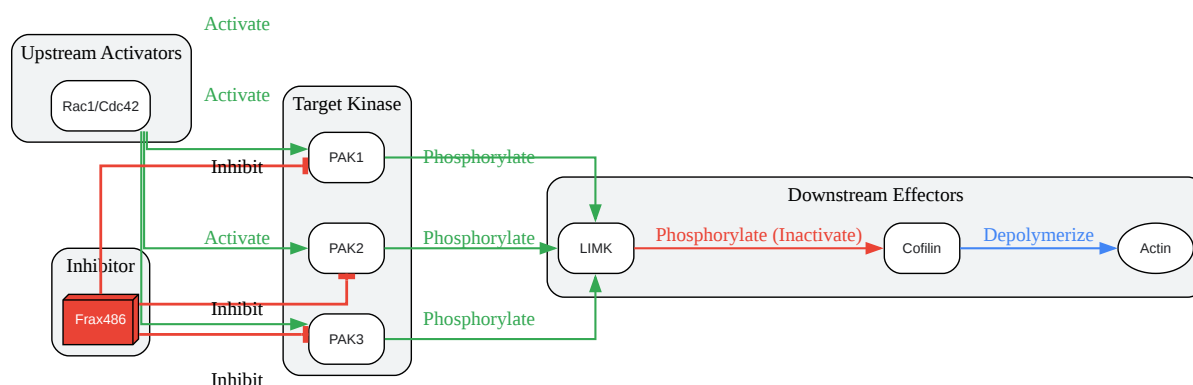 Activate
Upstream Activators
Rac1/Cdc42
Activate
Target Kinase
PAK1
Phosphorylate
Inhibit
Downstream Effectors
Activate
PAK2
Phosphorylate
LIMK
Phosphorylate (Inactivate)
Cofilin
Depolymerize
Actin
Inhibitor
Frax486
Inhibit
PAK3
Phosphorylate
Inhibit